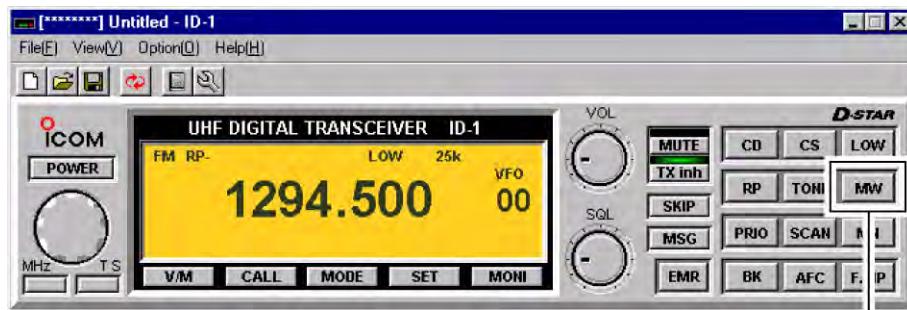 [********] Untitled - ID-1
File(F) View(V) Option(O) Help(H)
ICOM
POWER
MHz TS
UHF DIGITAL TRANSCEIVER ID-1
FM RP- LOW 25k
1294.500
VFO
00
V/M CALL MODE SET MONI
VOL
SQL
MUTE
TX inh
SKIP
MSG
EMR
D-STAR
CD CS LOW
RP MW
PRIO SCAN
BK AFC